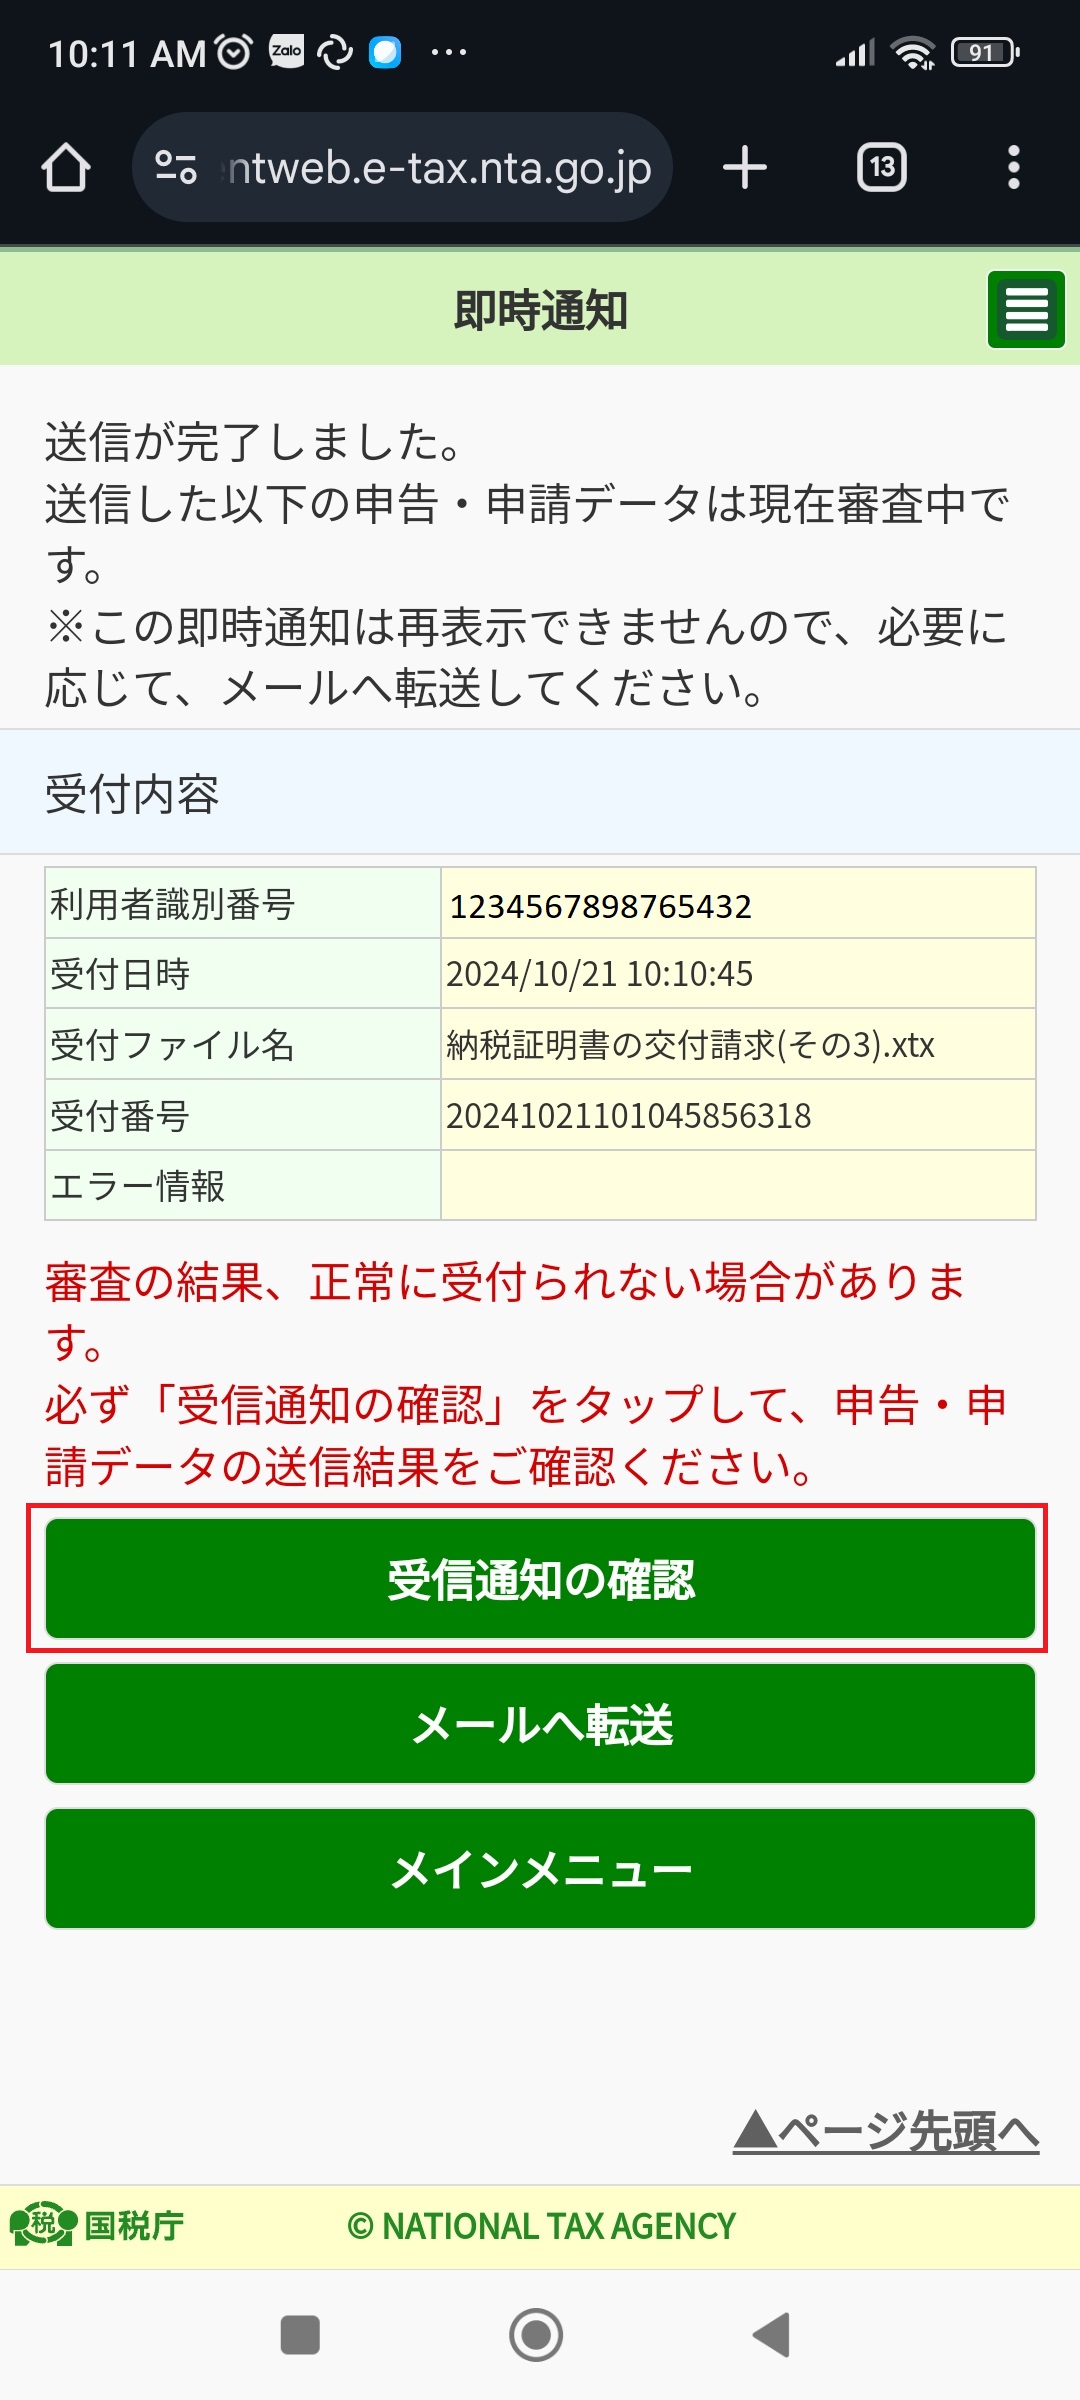 10:11 AM Zalo ... 91
ntweb.e-tax.nta.go.jp 13
即時通知
送信が完了しました。
送信した以下の申告・申請データは現在審査中で
す。
※この即時通知は再表示できませんので、必要に
応じて、メールへ転送してください。
受付内容
利用者識別番号 1234567898765432
受付日時 2024/10/21 10:10:45
受付ファイル名 納税証明書の交付請求(その3).xtx
受付番号 20241021101045856318
エラー情報
審査の結果、正常に受付られない場合がありま
す。
必ず「受信通知の確認」をタップして、申告・申
請データの送信結果をご確認ください。
受信通知の確認
メールへ転送
メインメニュー
▲ページ先頭へ
税 国税庁 © NATIONAL TAX AGENCY